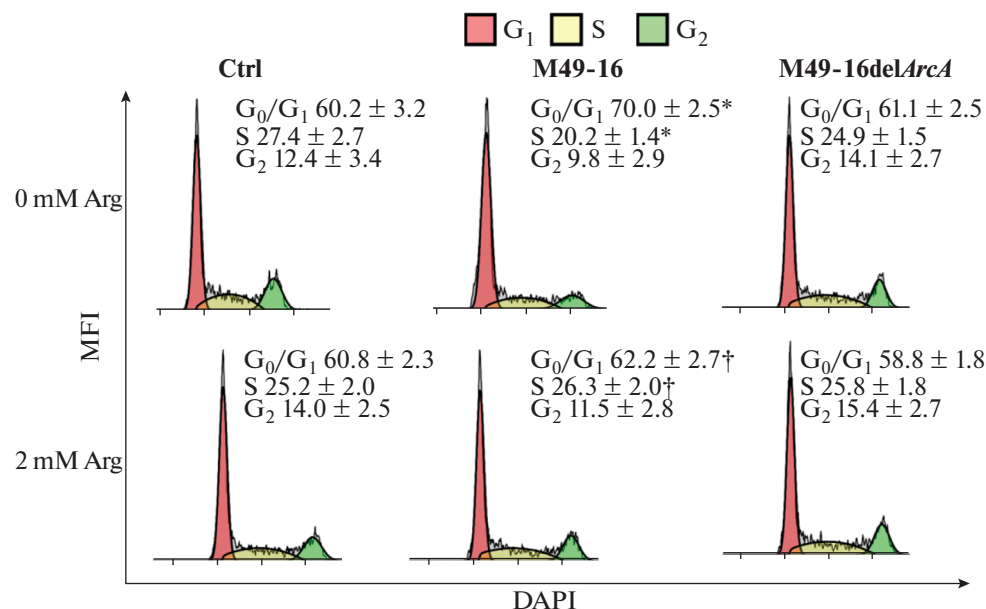 G1 S G2
Ctrl M49-16 M49-16delArcA
0 mM Arg
G0/G1 60.2 ± 3.2
S 27.4 ± 2.7
G2 12.4 ± 3.4
G0/G1 70.0 ± 2.5*
S 20.2 ± 1.4*
G2 9.8 ± 2.9
G0/G1 61.1 ± 2.5
S 24.9 ± 1.5
G2 14.1 ± 2.7
2 mM Arg
G0/G1 60.8 ± 2.3
S 25.2 ± 2.0
G2 14.0 ± 2.5
G0/G1 62.2 ± 2.7†
S 26.3 ± 2.0†
G2 11.5 ± 2.8
G0/G1 58.8 ± 1.8
S 25.8 ± 1.8
G2 15.4 ± 2.7
MFI
DAPI